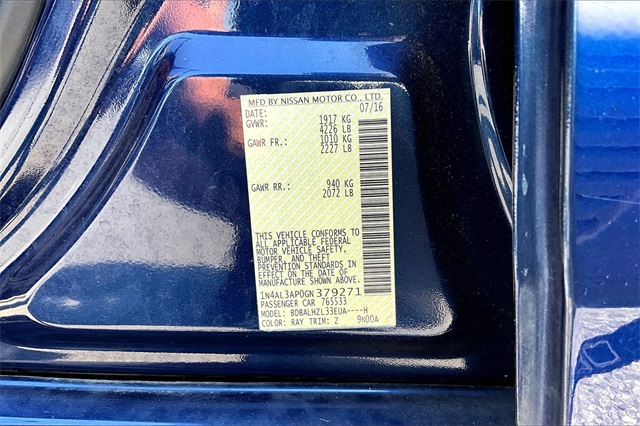 MFD BY NISSAN MOTOR CO., LTD.
DATE: 07/16
GVWR: 1917 KG
4226 LB
GAWR FR.: 1010 KG
2227 LB
GAWR RR.: 940 KG
2072 LB
THIS VEHICLE CONFORMS TO
ALL APPLICABLE FEDERAL
MOTOR VEHICLE SAFETY,
BUMPER, AND THEFT
PREVENTION STANDARDS IN
EFFECT ON THE DATE OF
MANUFACTURE SHOWN ABOVE.
1N4AL3AP0GN379271
PASSENGER CAR 765533
MODEL: BDBALHZL33EUA----H
COLOR: RAY TRIM: Z 9N00A